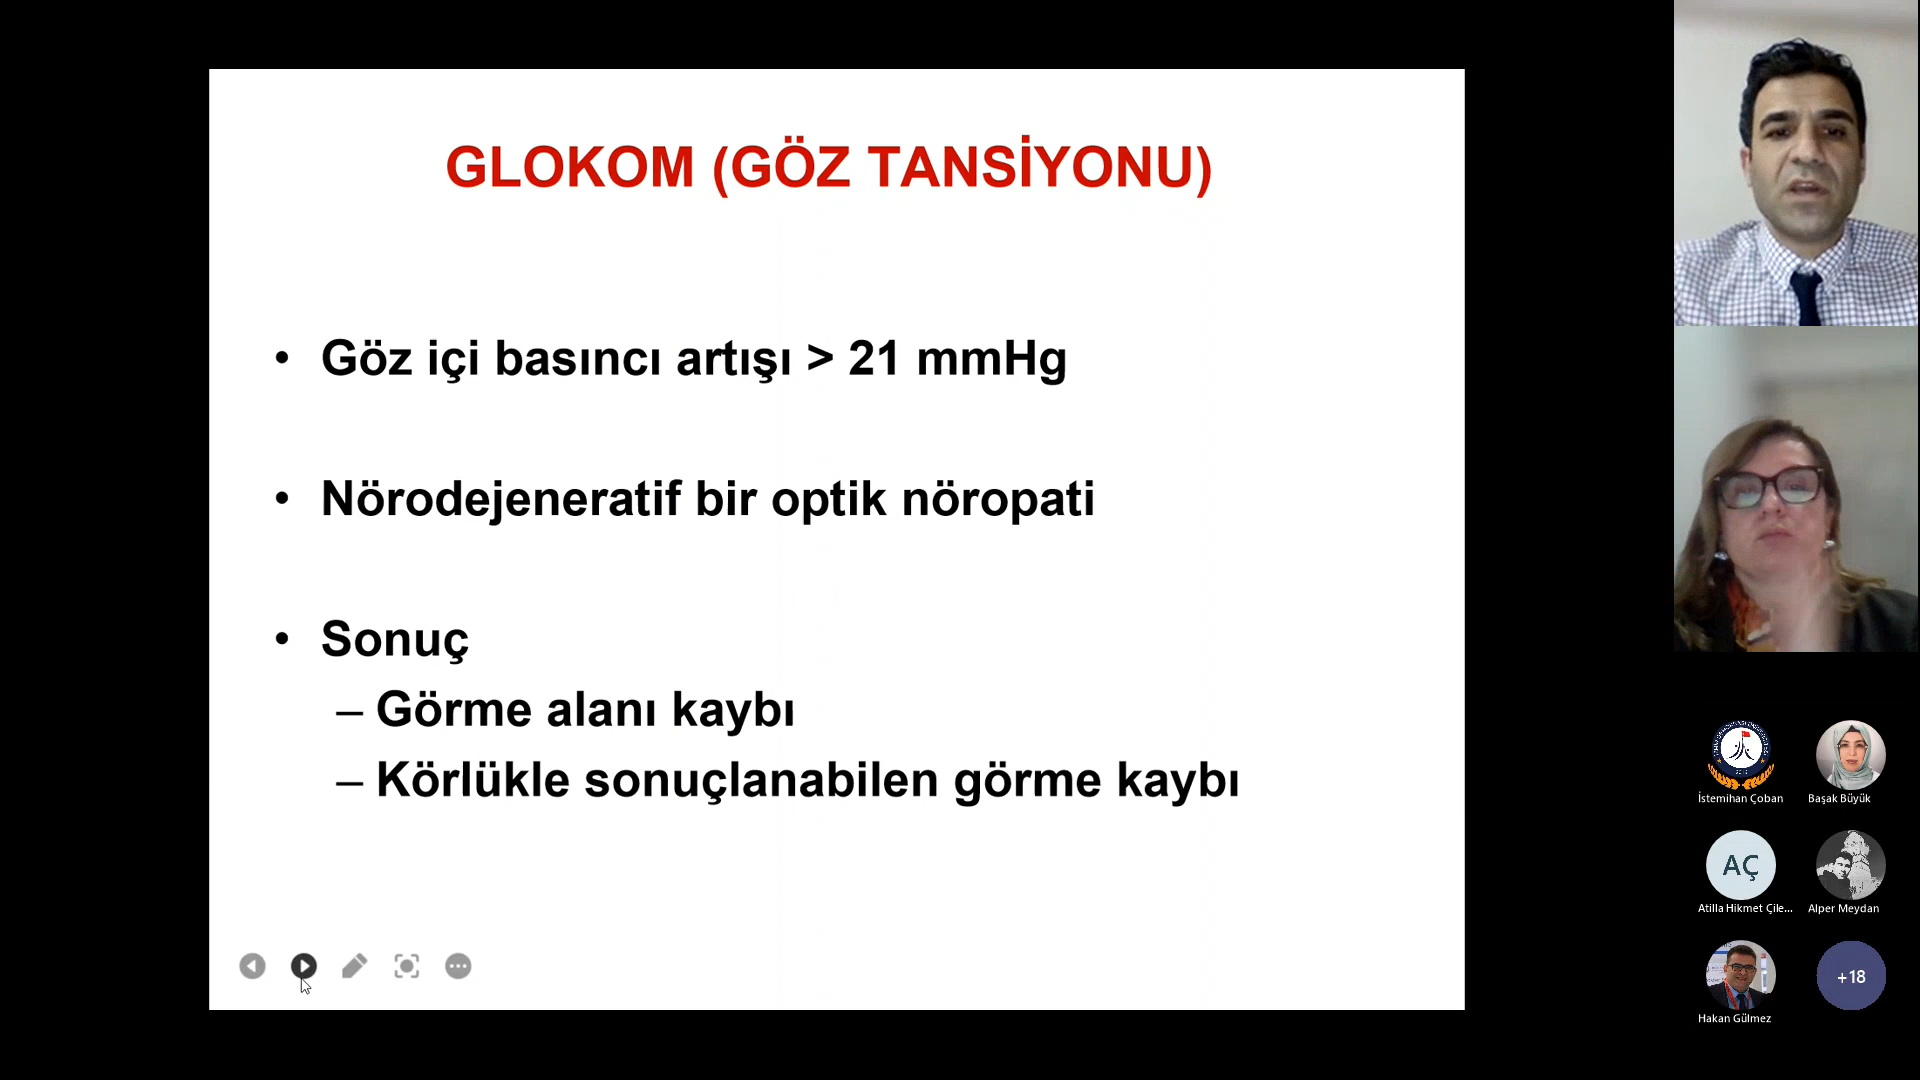 GLOKOM (GÖZ TANSİYONU)
• Göz içi basıncı artışı > 21 mmHg
• Nörodejeneratif bir optik nöropati
• Sonuç
– Görme alanı kaybı
– Körlükle sonuçlanabilen görme kaybı
İstemihan Çoban
Başak Büyük
AÇ
Atilla Hikmet Çile...
Alper Meydan
Hakan Gülmez
+18